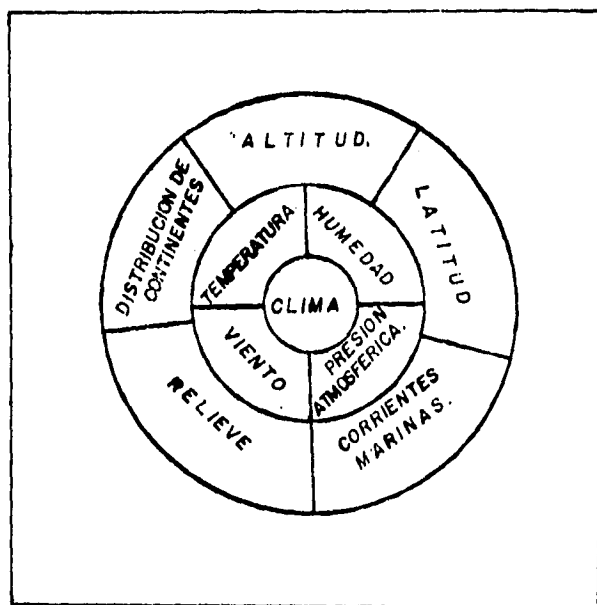 ALTITUD.
LATITUD
CORRIENTES
MARINAS.
RELIEVE
DISTRIBUCION DE
CONTINENTES
TEMPERATURA
HUMEDAD
PRESION
ATMOSFERICA.
VIENTO
CLIMA